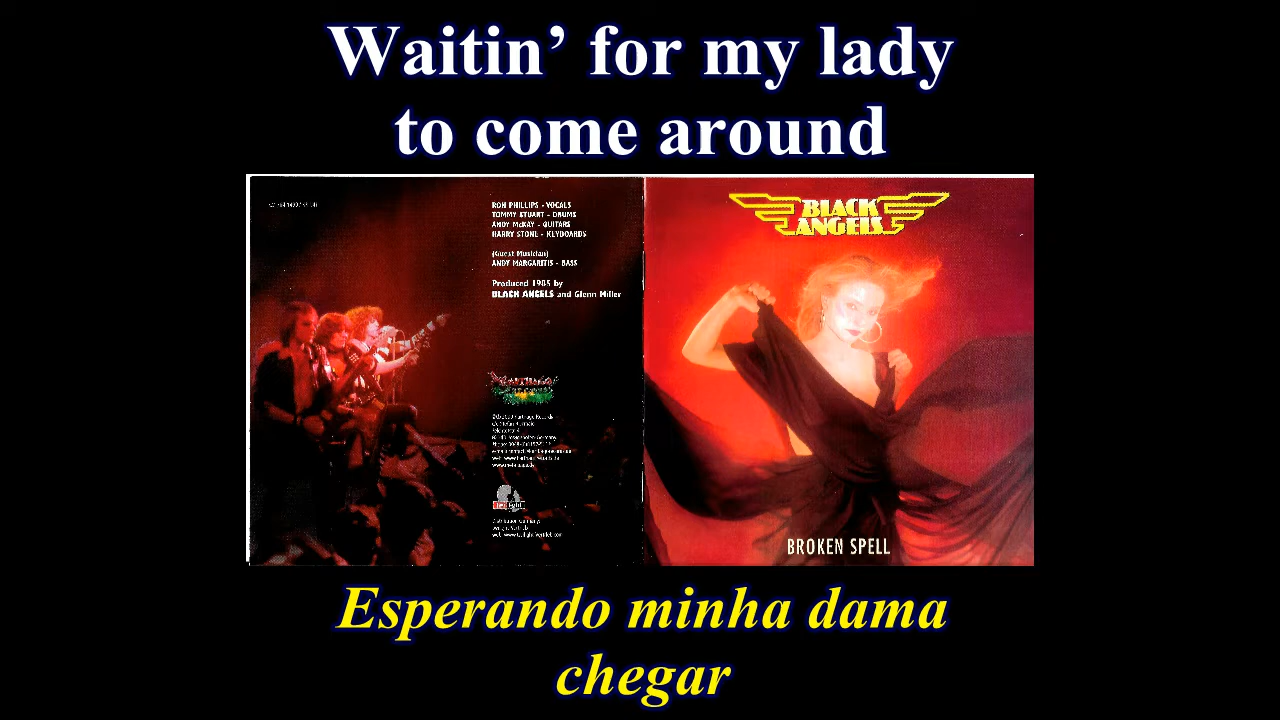 Waitin’ for my lady
to come around
RON PHILLIPS - VOCALS
TOMMY STUART - DRUMS
ANDY McKAY - GUITARS
HARRY STONE - KEYBOARDS
(Guest Musician)
ANDY MARGARITIS - BASS
Produced 1985 by
BLACK ANGELS and Glenn Miller
BLACK
ANGELS
BROKEN SPELL
Esperando minha dama
chegar